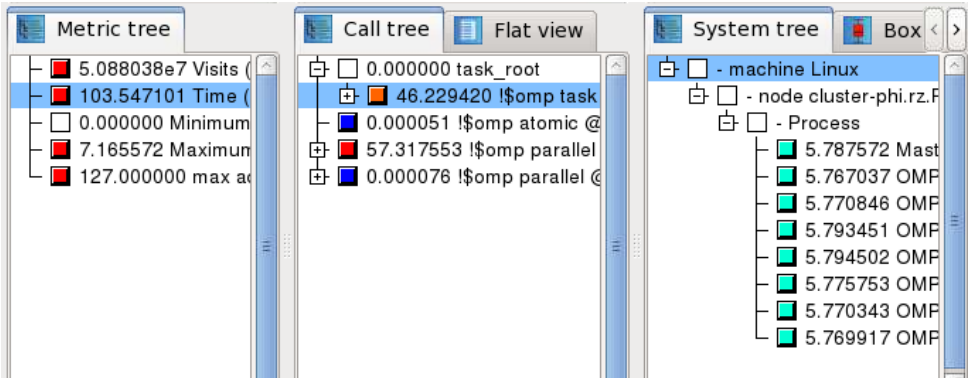 Metric tree
5.088038e7 Visits (
103.547101 Time (
0.000000 Minimum
7.165572 Maximum
127.000000 max a
Call tree
Flat view
0.000000 task_root
46.229420 !$omp task
0.000051 !$omp atomic @
57.317553 !$omp parallel
0.000076 !$omp parallel @
System tree
Box
- machine Linux
- node cluster-phi.rz.
- Process
5.787572 Mast
5.767037 OMP
5.770846 OMP
5.793451 OMP
5.794502 OMP
5.775753 OMP
5.770343 OMP
5.769917 OMP